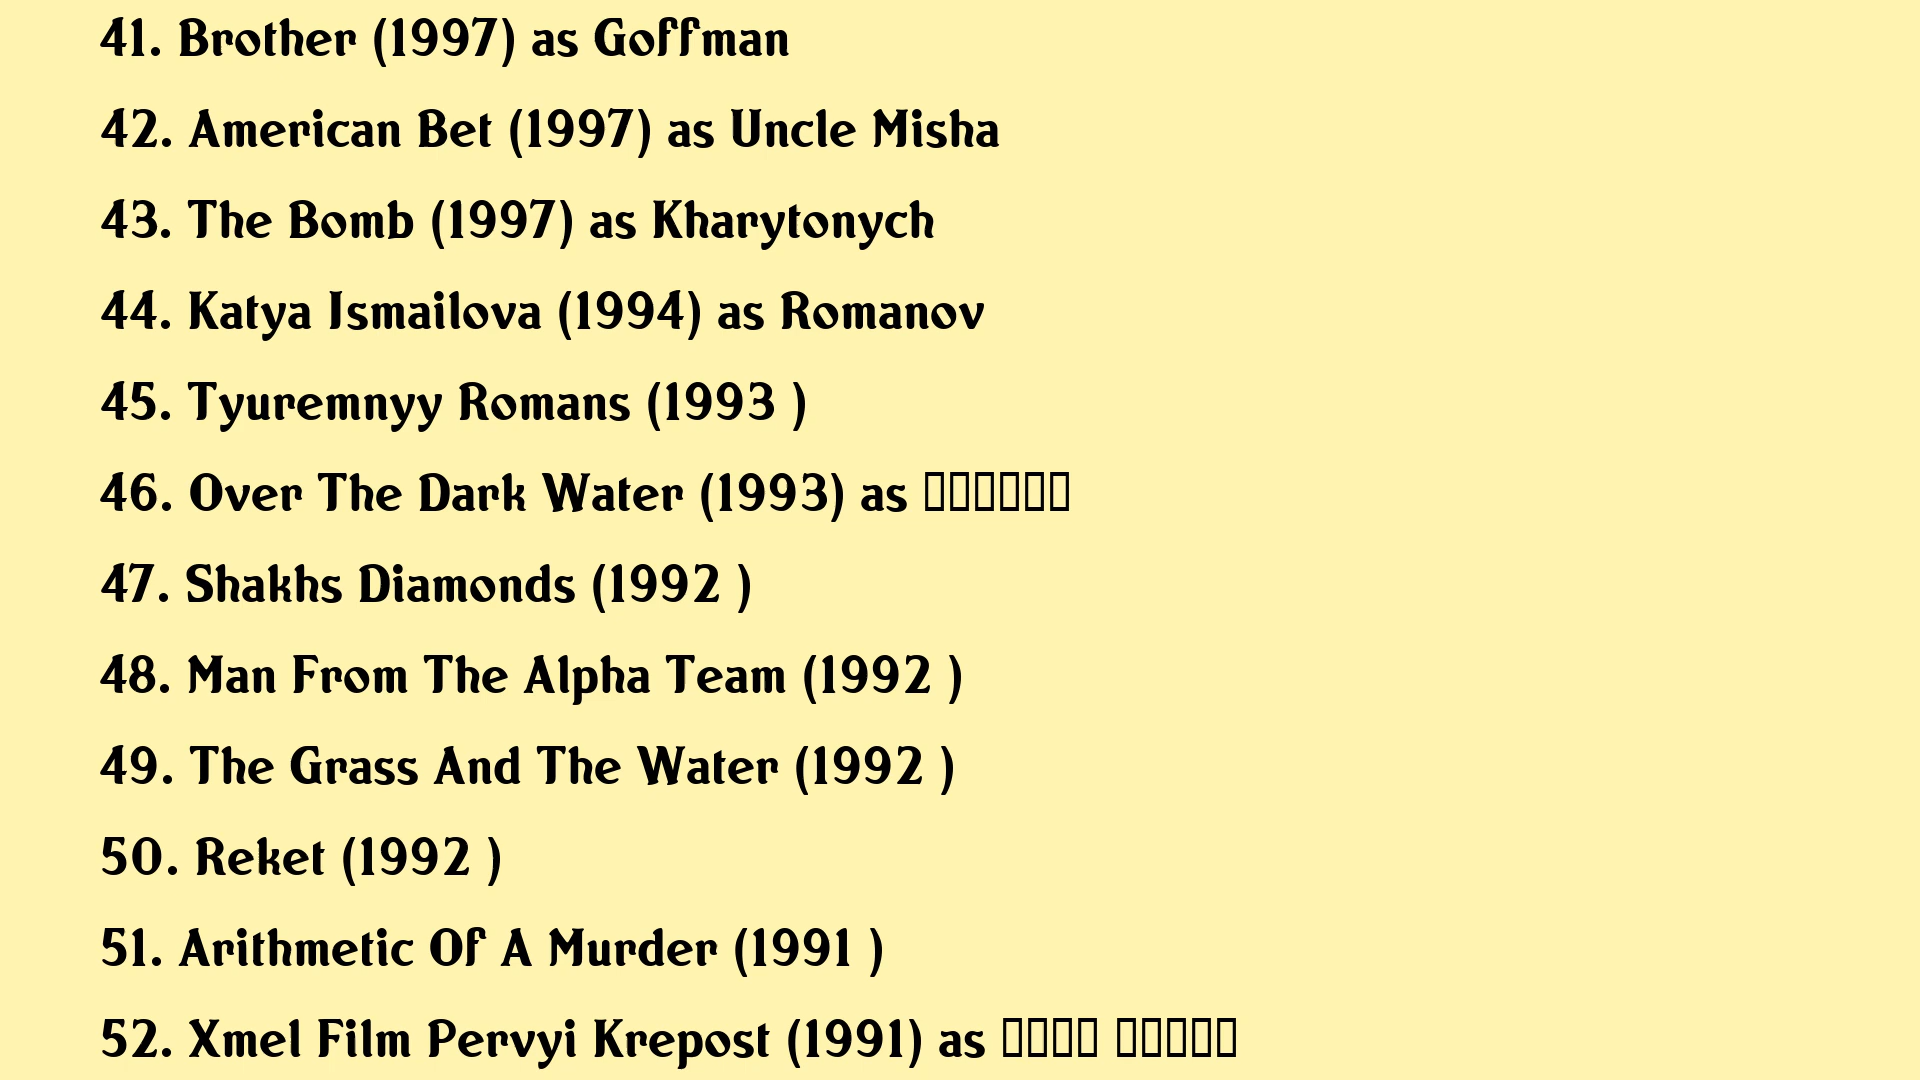 41. Brother (1997) as Goffman
42. American Bet (1997) as Uncle Misha
43. The Bomb (1997) as Kharytonych
44. Katya Ismailova (1994) as Romanov
45. Tyuremnyy Romans (1993 )
46. Over The Dark Water (1993) as
47. Shakhs Diamonds (1992 )
48. Man From The Alpha Team (1992 )
49. The Grass And The Water (1992 )
50. Reket (1992 )
51. Arithmetic Of A Murder (1991 )
52. Xmel Film Pervyi Krepost (1991) as